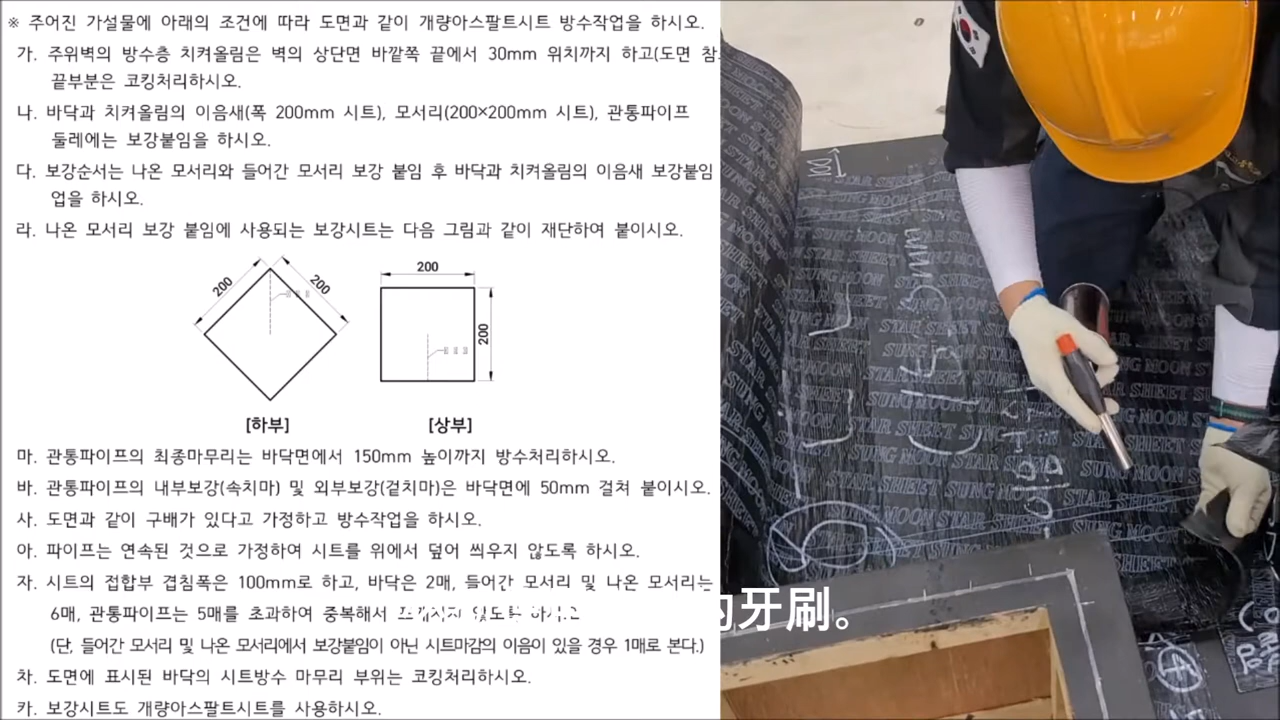 ※ 주어진 가설물에 아래의 조건에 따라 도면과 같이 개량아스팔트시트 방수작업을 하시오.
가. 주위벽의 방수층 치켜올림은 벽의 상단면 바깥쪽 끝에서 30mm 위치까지 하고(도면 참
끝부분은 코킹처리하시오.
나. 바닥과 치켜올림의 이음새(폭 200mm 시트), 모서리(200×200mm 시트), 관통파이프
둘레에는 보강붙임을 하시오.
다. 보강순서는 나온 모서리와 들어간 모서리 보강 붙임 후 바닥과 치켜올림의 이음새 보강붙임
업을 하시오.
라. 나온 모서리 보강 붙임에 사용되는 보강시트는 다음 그림과 같이 재단하여 붙이시오.
200 200
200
200
[하부] [상부]
마. 관통파이프의 최종마무리는 바닥면에서 150mm 높이까지 방수처리하시오.
바. 관통파이프의 내부보강(속치마) 및 외부보강(겉치마)은 바닥면에 50mm 걸쳐 붙이시오.
사. 도면과 같이 구배가 있다고 가정하고 방수작업을 하시오.
아. 파이프는 연속된 것으로 가정하여 시트를 위에서 덮어 씌우지 않도록 하시오.
자. 시트의 접합부 겹침폭은 100mm로 하고, 바닥은 2매, 들어간 모서리 및 나온 모서리는
6매, 관통파이프는 5매를 초과하여 중복해서
(단, 들어간 모서리 및 나온 모서리에서 보강붙임이 아닌 시트마감의 이음이 있을 경우 1매로 본다.)
차. 도면에 표시된 바닥의 시트방수 마무리 부위는 코킹처리하시오.
카. 보강시트도 개량아스팔트시트를 사용하시오.
牙刷。
STAR SHEET
SUNG MOON
STAR SHEET
SUNG MOON
STAR SHEET
SUNG MOON
STAR SHEET SUNG MOON